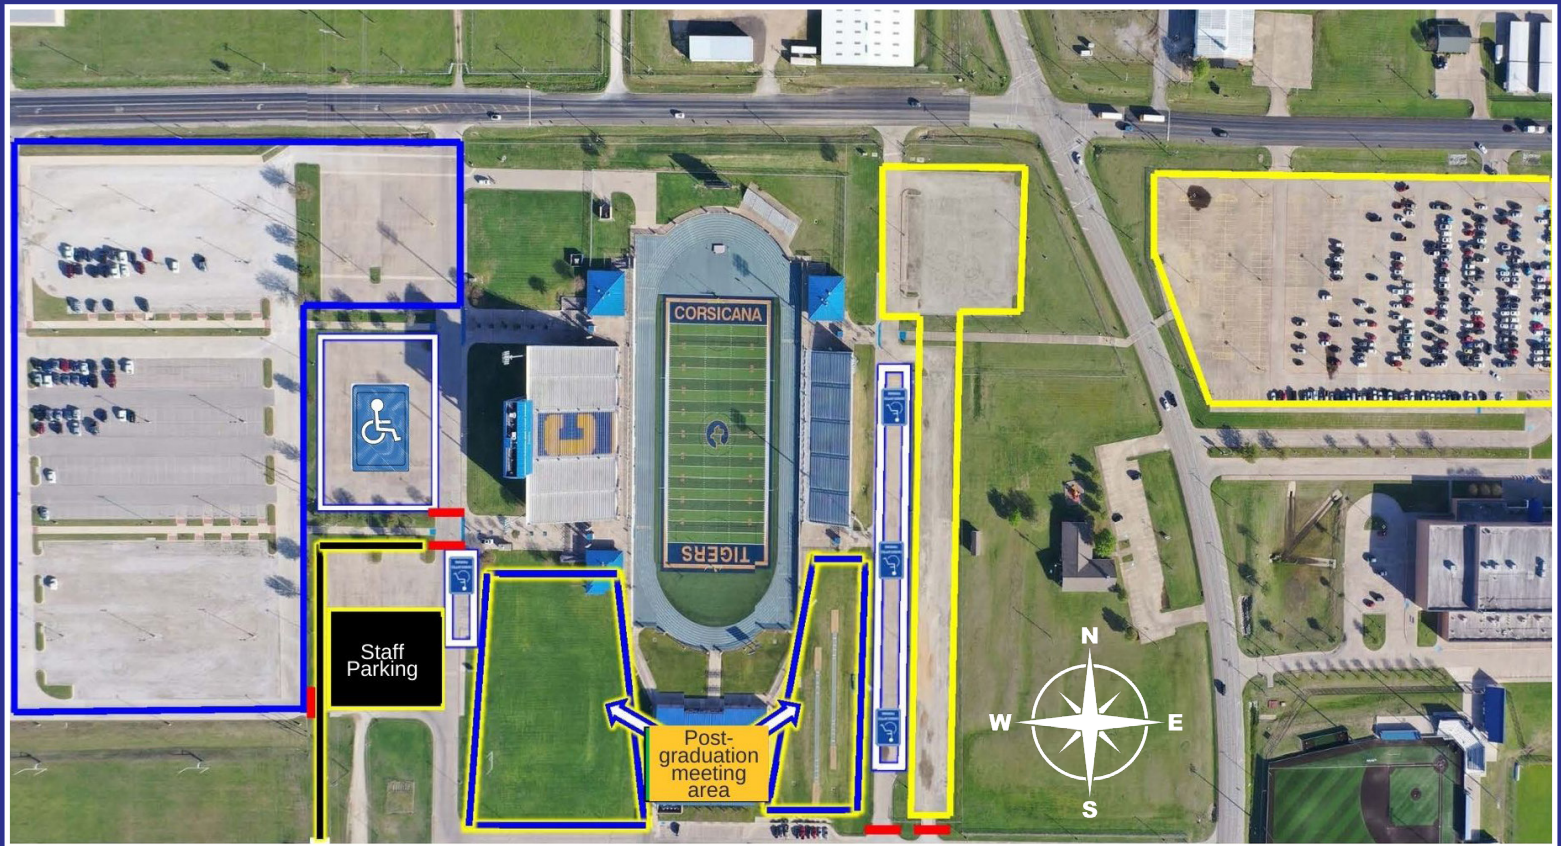 CORSICANA
TIGERS
Staff
Parking
Post-
graduation
meeting
area
N
W
E
S